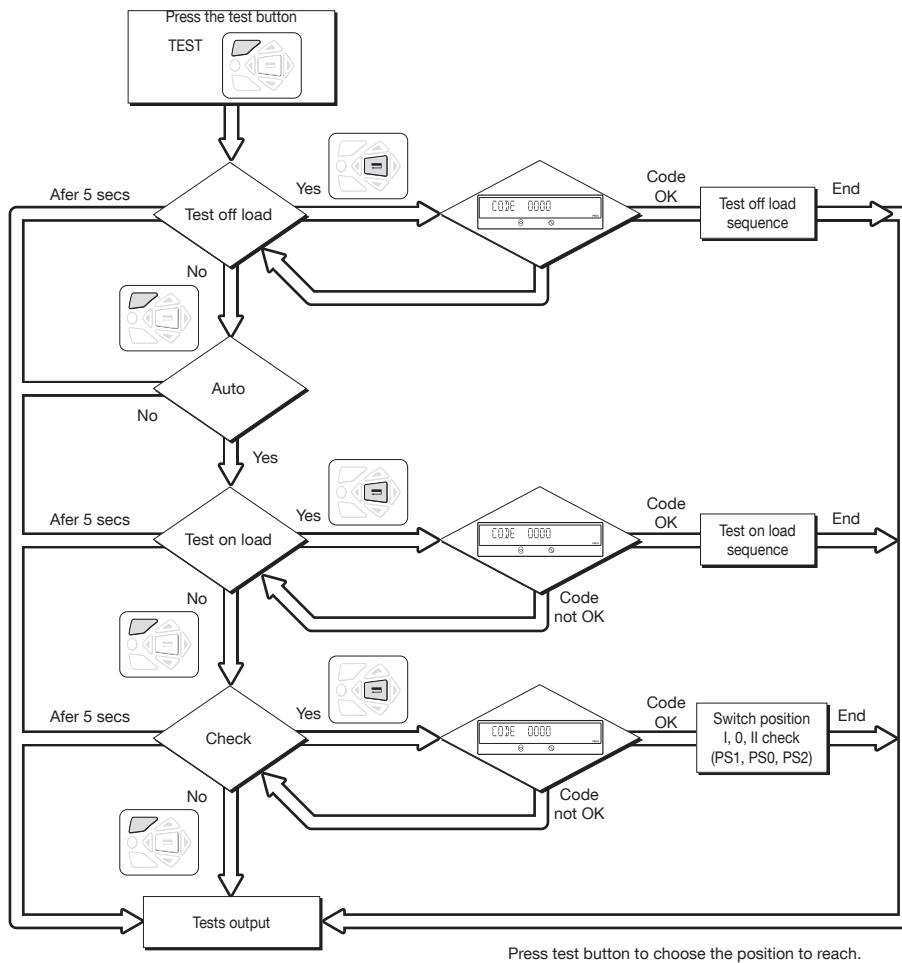 Press the test button
TEST
Afer 5 secs
Test off load
Yes
CODE 0000
PROG
Code
OK
Test off load
sequence
End
No
Auto
No
Yes
Afer 5 secs
Test on load
Yes
CODE 0000
PROG
Code
OK
Test on load
sequence
End
No
Code
not OK
Afer 5 secs
Check
Yes
CODE 0000
PROG
Code
OK
Switch position
I, 0, II check
(PS1, PS0, PS2)
End
No
Code
not OK
Tests output
Press test button to choose the position to reach.